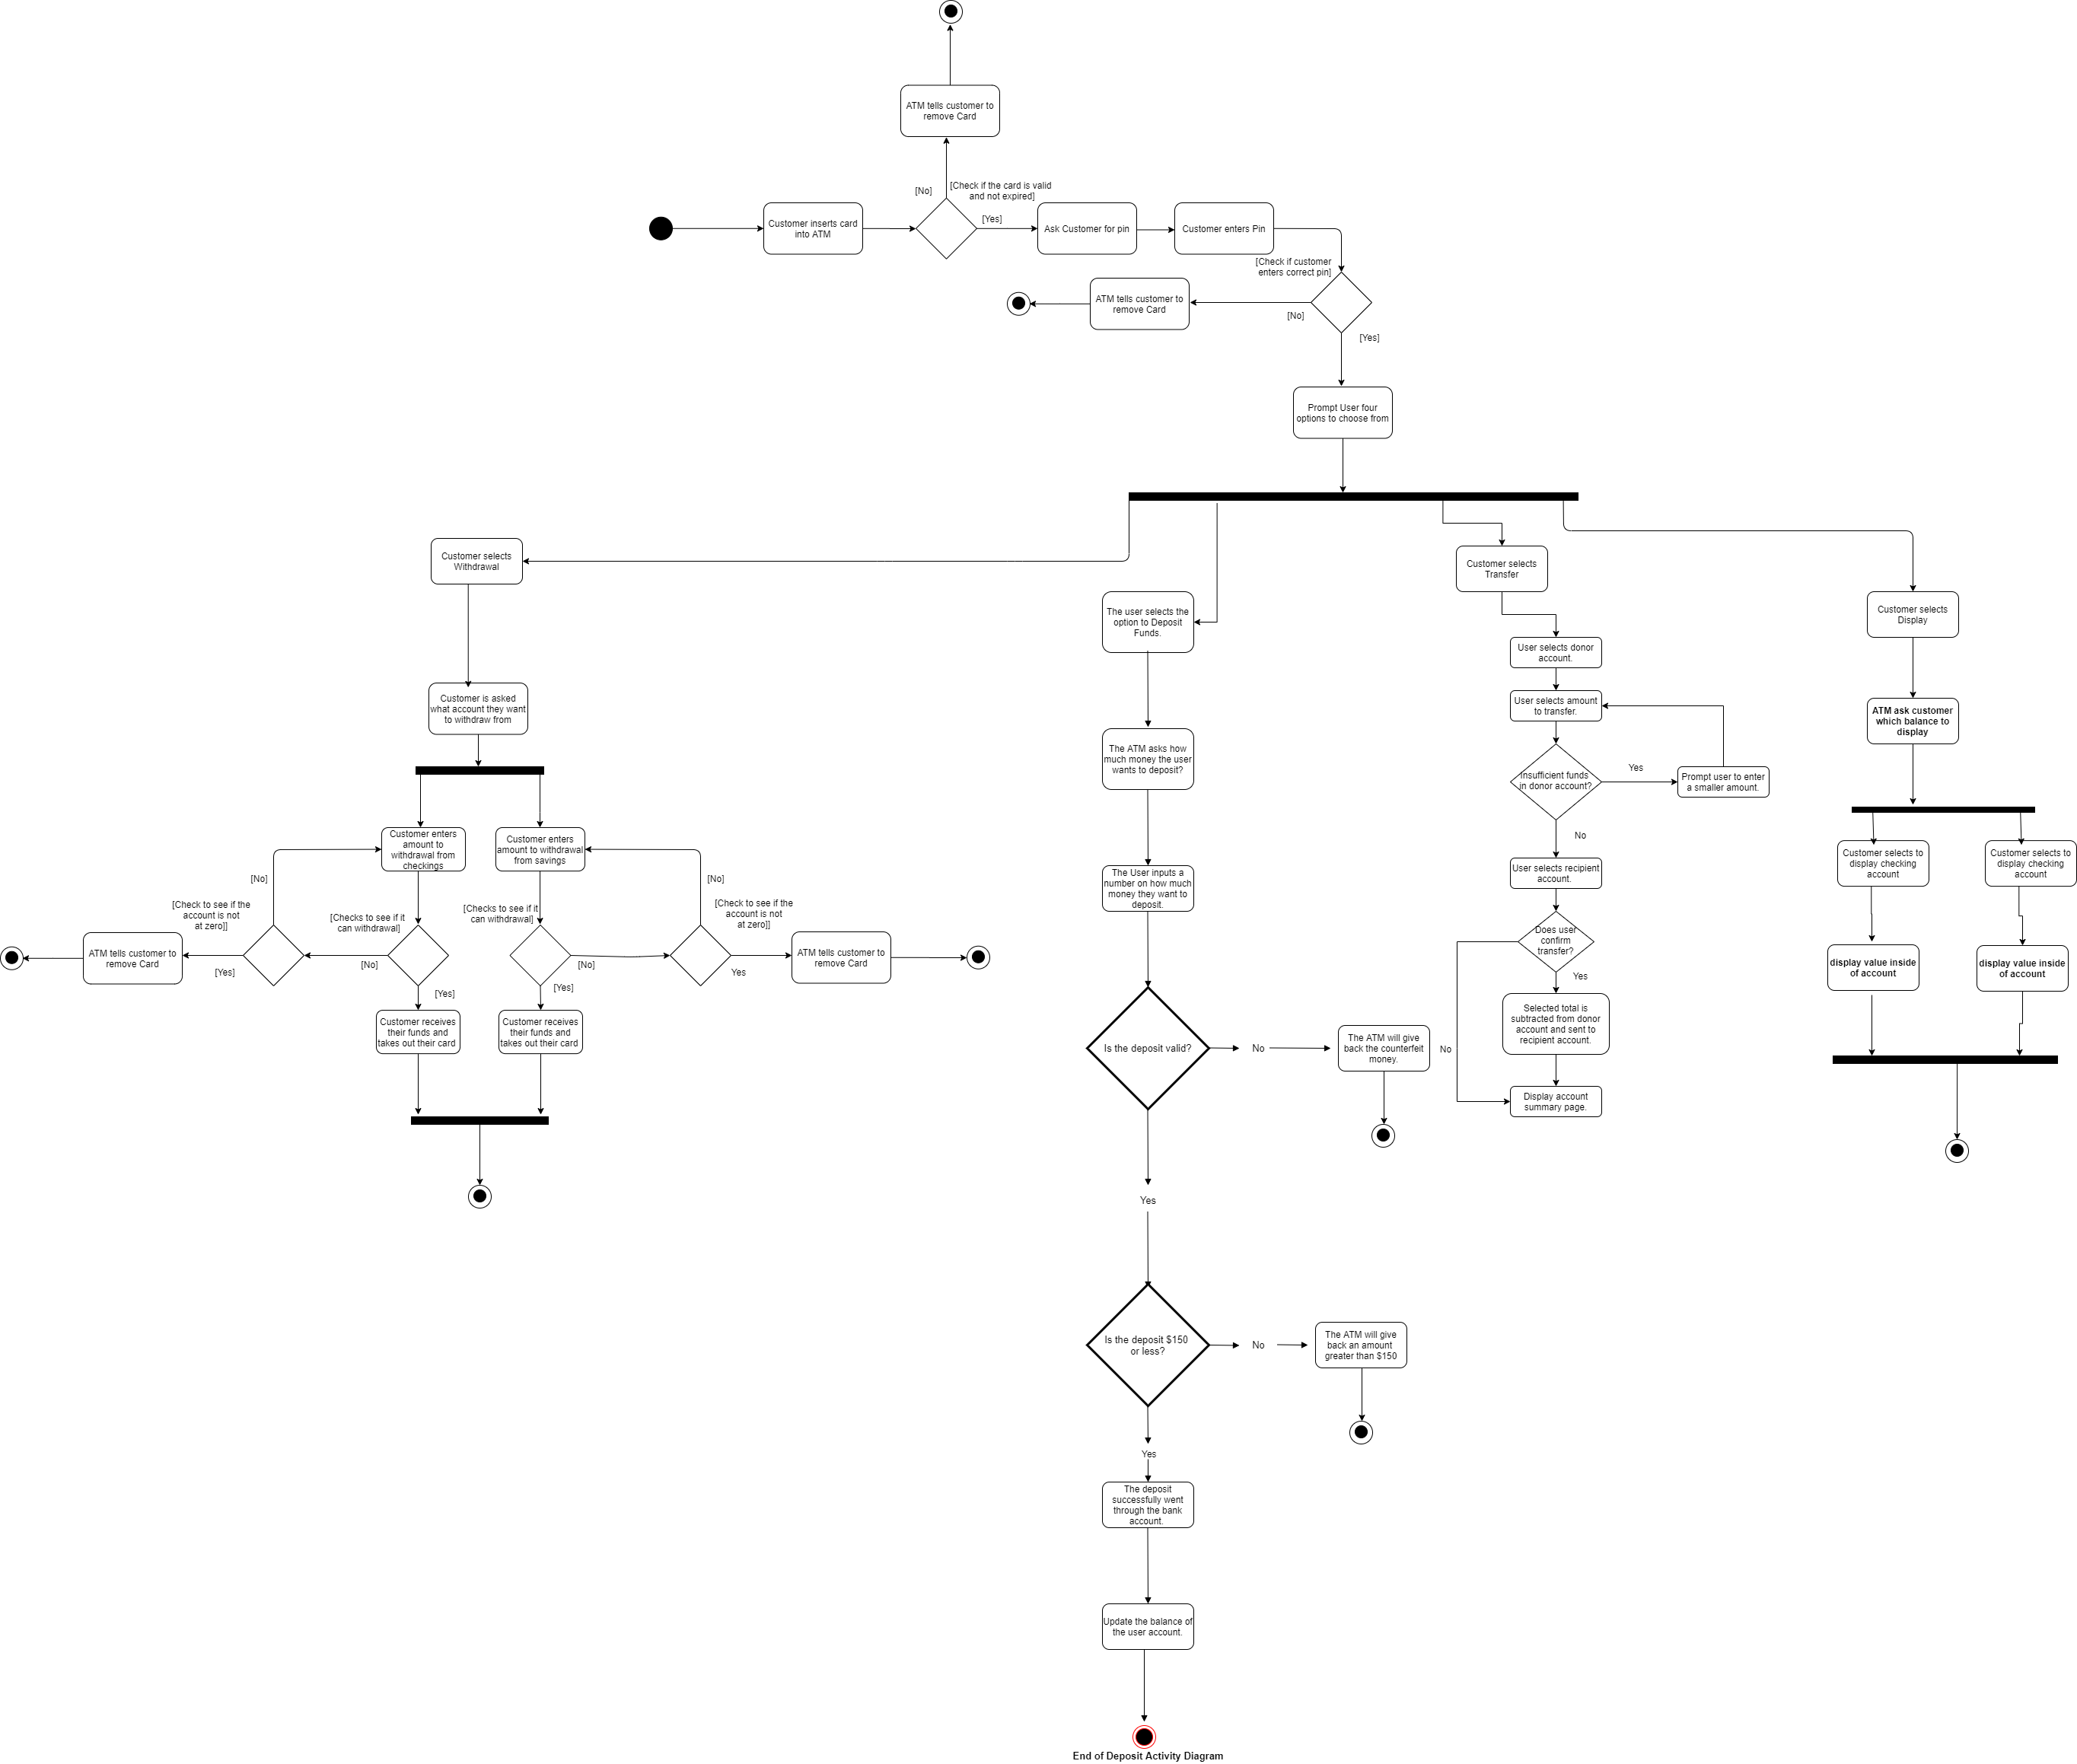 ATM tells customer to
remove Card
[No]
[Check if the card is valid
and not expired]
[Yes]
Customer inserts card
into ATM
Ask Customer for pin
Customer enters Pin
[Check if customer
enters correct pin]
ATM tells customer to
remove Card
[No]
[Yes]
Prompt User four
options to choose from
Customer selects
Withdrawal
Customer is asked
what account they want
to withdraw from
Customer enters
amount to
withdrawal from
checkings
Customer enters
amount to withdrawal
from savings
[No]
[No]
[Check to see if the
account is not
at zero]]
[Checks to see if it
can withdrawal]
[Checks to see if it
can withdrawal]
[Check to see if the
account is not
at zero]]
ATM tells customer to
remove Card
[Yes]
[No]
[Yes]
[No]
[Yes]
Yes
ATM tells customer to
remove Card
Customer receives
their funds and
takes out their card
Customer receives
their funds and
takes out their card
The user selects the
option to Deposit
Funds.
The ATM asks how
much money the user
wants to deposit?
The User inputs a
number on how much
money they want to
deposit.
Is the deposit valid?
No
The ATM will give
back the counterfeit
money.
Yes
Is the deposit $150
or less?
No
The ATM will give
back an amount
greater than $150
Yes
The deposit
successfully went
through the bank
account.
Update the balance of
the user account.
End of Deposit Activity Diagram
Customer selects
Transfer
User selects donor
account.
User selects amount
to transfer.
Insufficient funds
in donor account?
Yes
Prompt user to enter
a smaller amount.
No
User selects recipient
account.
Does user
confirm
transfer?
Yes
Selected total is
subtracted from donor
account and sent to
recipient account.
No
Display account
summary page.
Customer selects
Display
ATM ask customer
which balance to
display
Customer selects to
display checking
account
Customer selects to
display checking
account
display value inside
of account
display value inside
of account